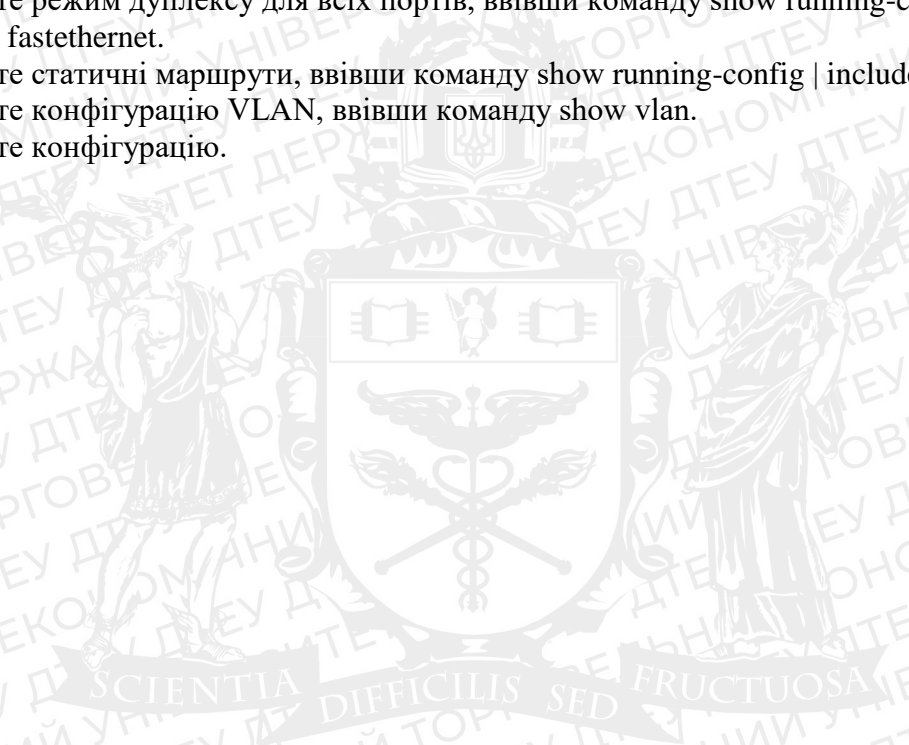 те режим дуплексу для всіх портів, ввівши команду show running-c
fastethernet.
те статичні маршрути, ввівши команду show running-config | include
те конфігурацію VLAN, ввівши команду show vlan.
те конфігурацію.
SCIENTIA DIFFICILIS SED FRUCTUOSA